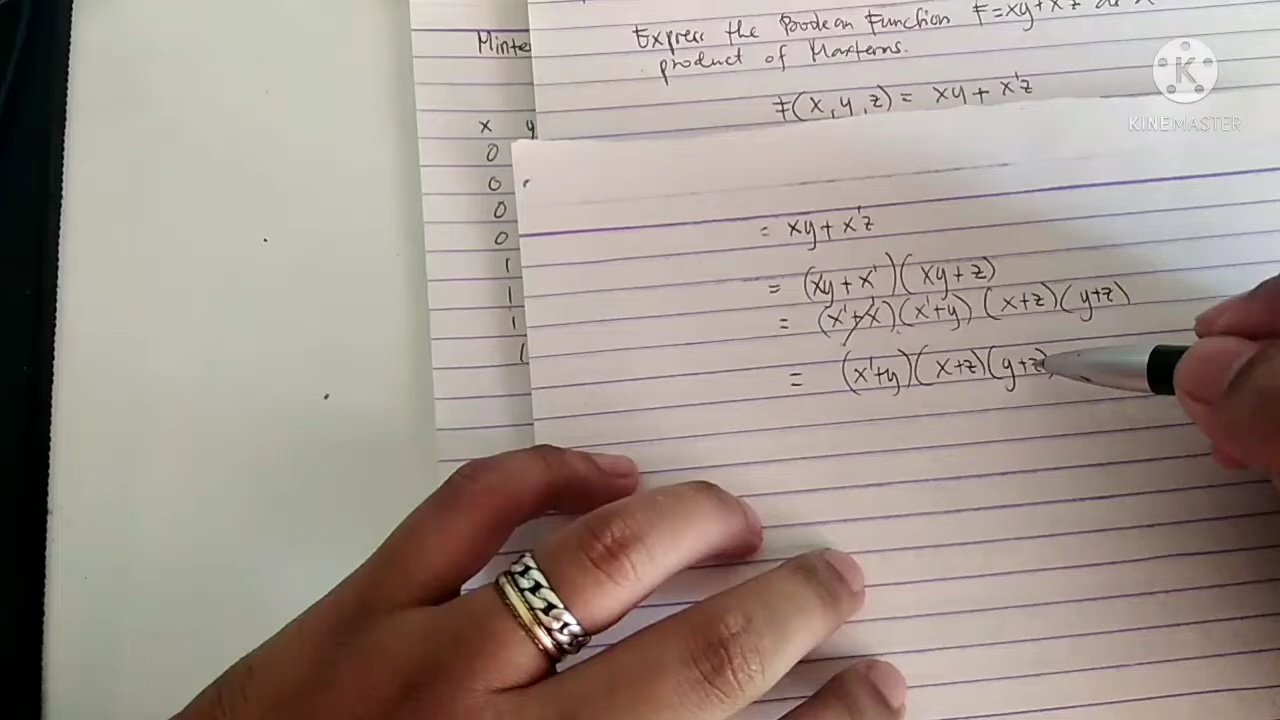 Express the Boolean Function F=xy+x'z as a
product of Maxterms.
F(x,y,z) = xy + x'z
K
KINEMASTER
x y
0
0
0
0
1
1
1
1
= xy + x'z
= (xy + x')(xy+z)
= (x'+x)(x'+y) (x+z)(y+z)
= (x'+y)(x+z)(y+z)